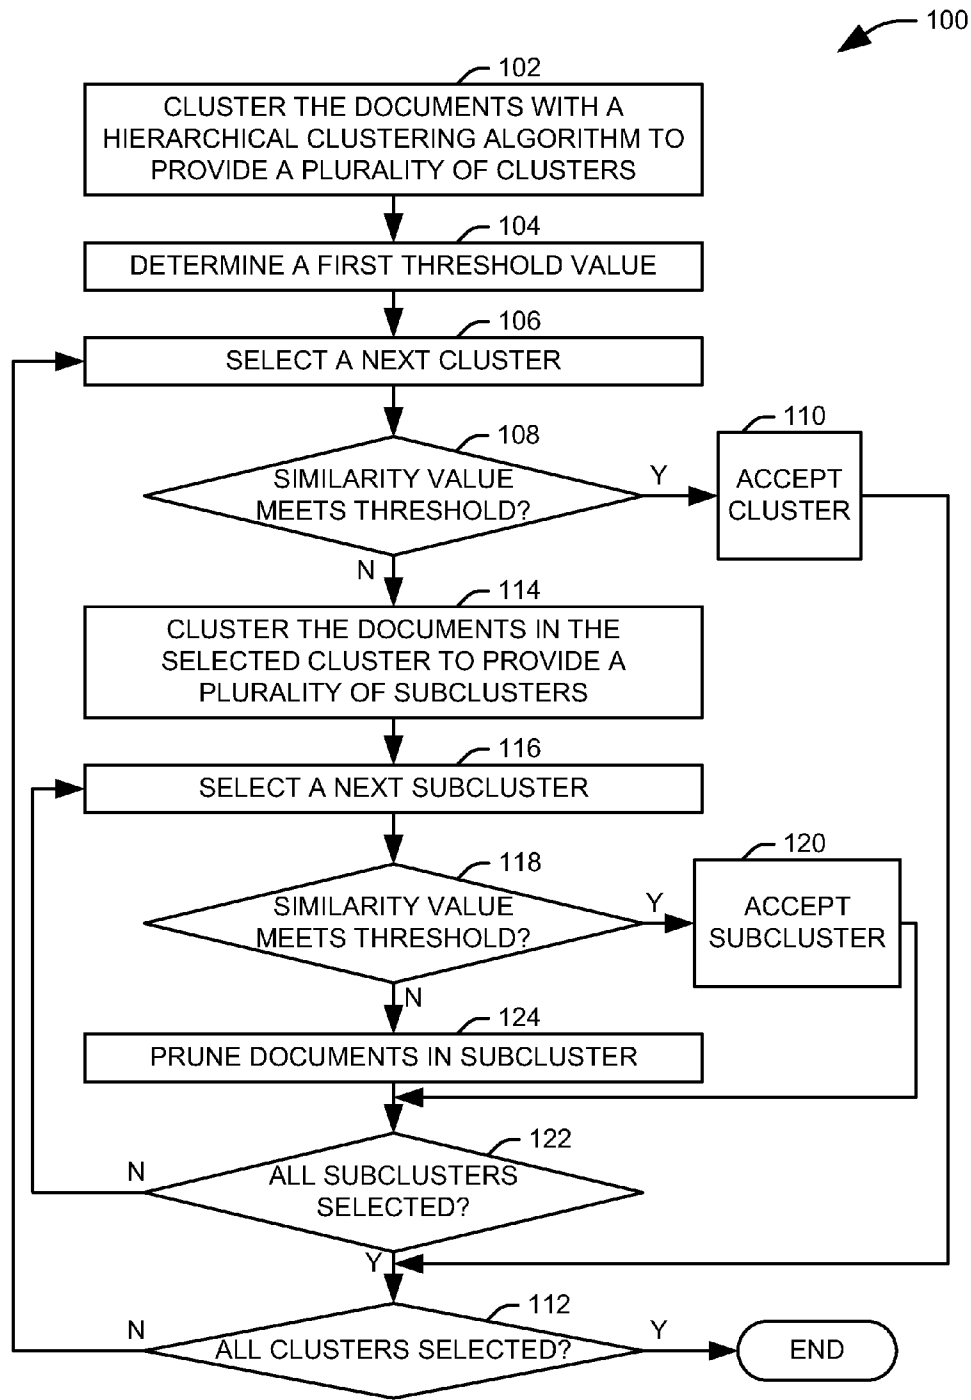 100
102
CLUSTER THE DOCUMENTS WITH A
HIERARCHICAL CLUSTERING ALGORITHM TO
PROVIDE A PLURALITY OF CLUSTERS
104
DETERMINE A FIRST THRESHOLD VALUE
106
SELECT A NEXT CLUSTER
108
SIMILARITY VALUE
MEETS THRESHOLD?
Y
110
ACCEPT
CLUSTER
N
114
CLUSTER THE DOCUMENTS IN THE
SELECTED CLUSTER TO PROVIDE A
PLURALITY OF SUBCLUSTERS
116
SELECT A NEXT SUBCLUSTER
118
SIMILARITY VALUE
MEETS THRESHOLD?
Y
120
ACCEPT
SUBCLUSTER
N
124
PRUNE DOCUMENTS IN SUBCLUSTER
122
ALL SUBCLUSTERS
SELECTED?
N
Y
112
ALL CLUSTERS SELECTED?
N
Y
END